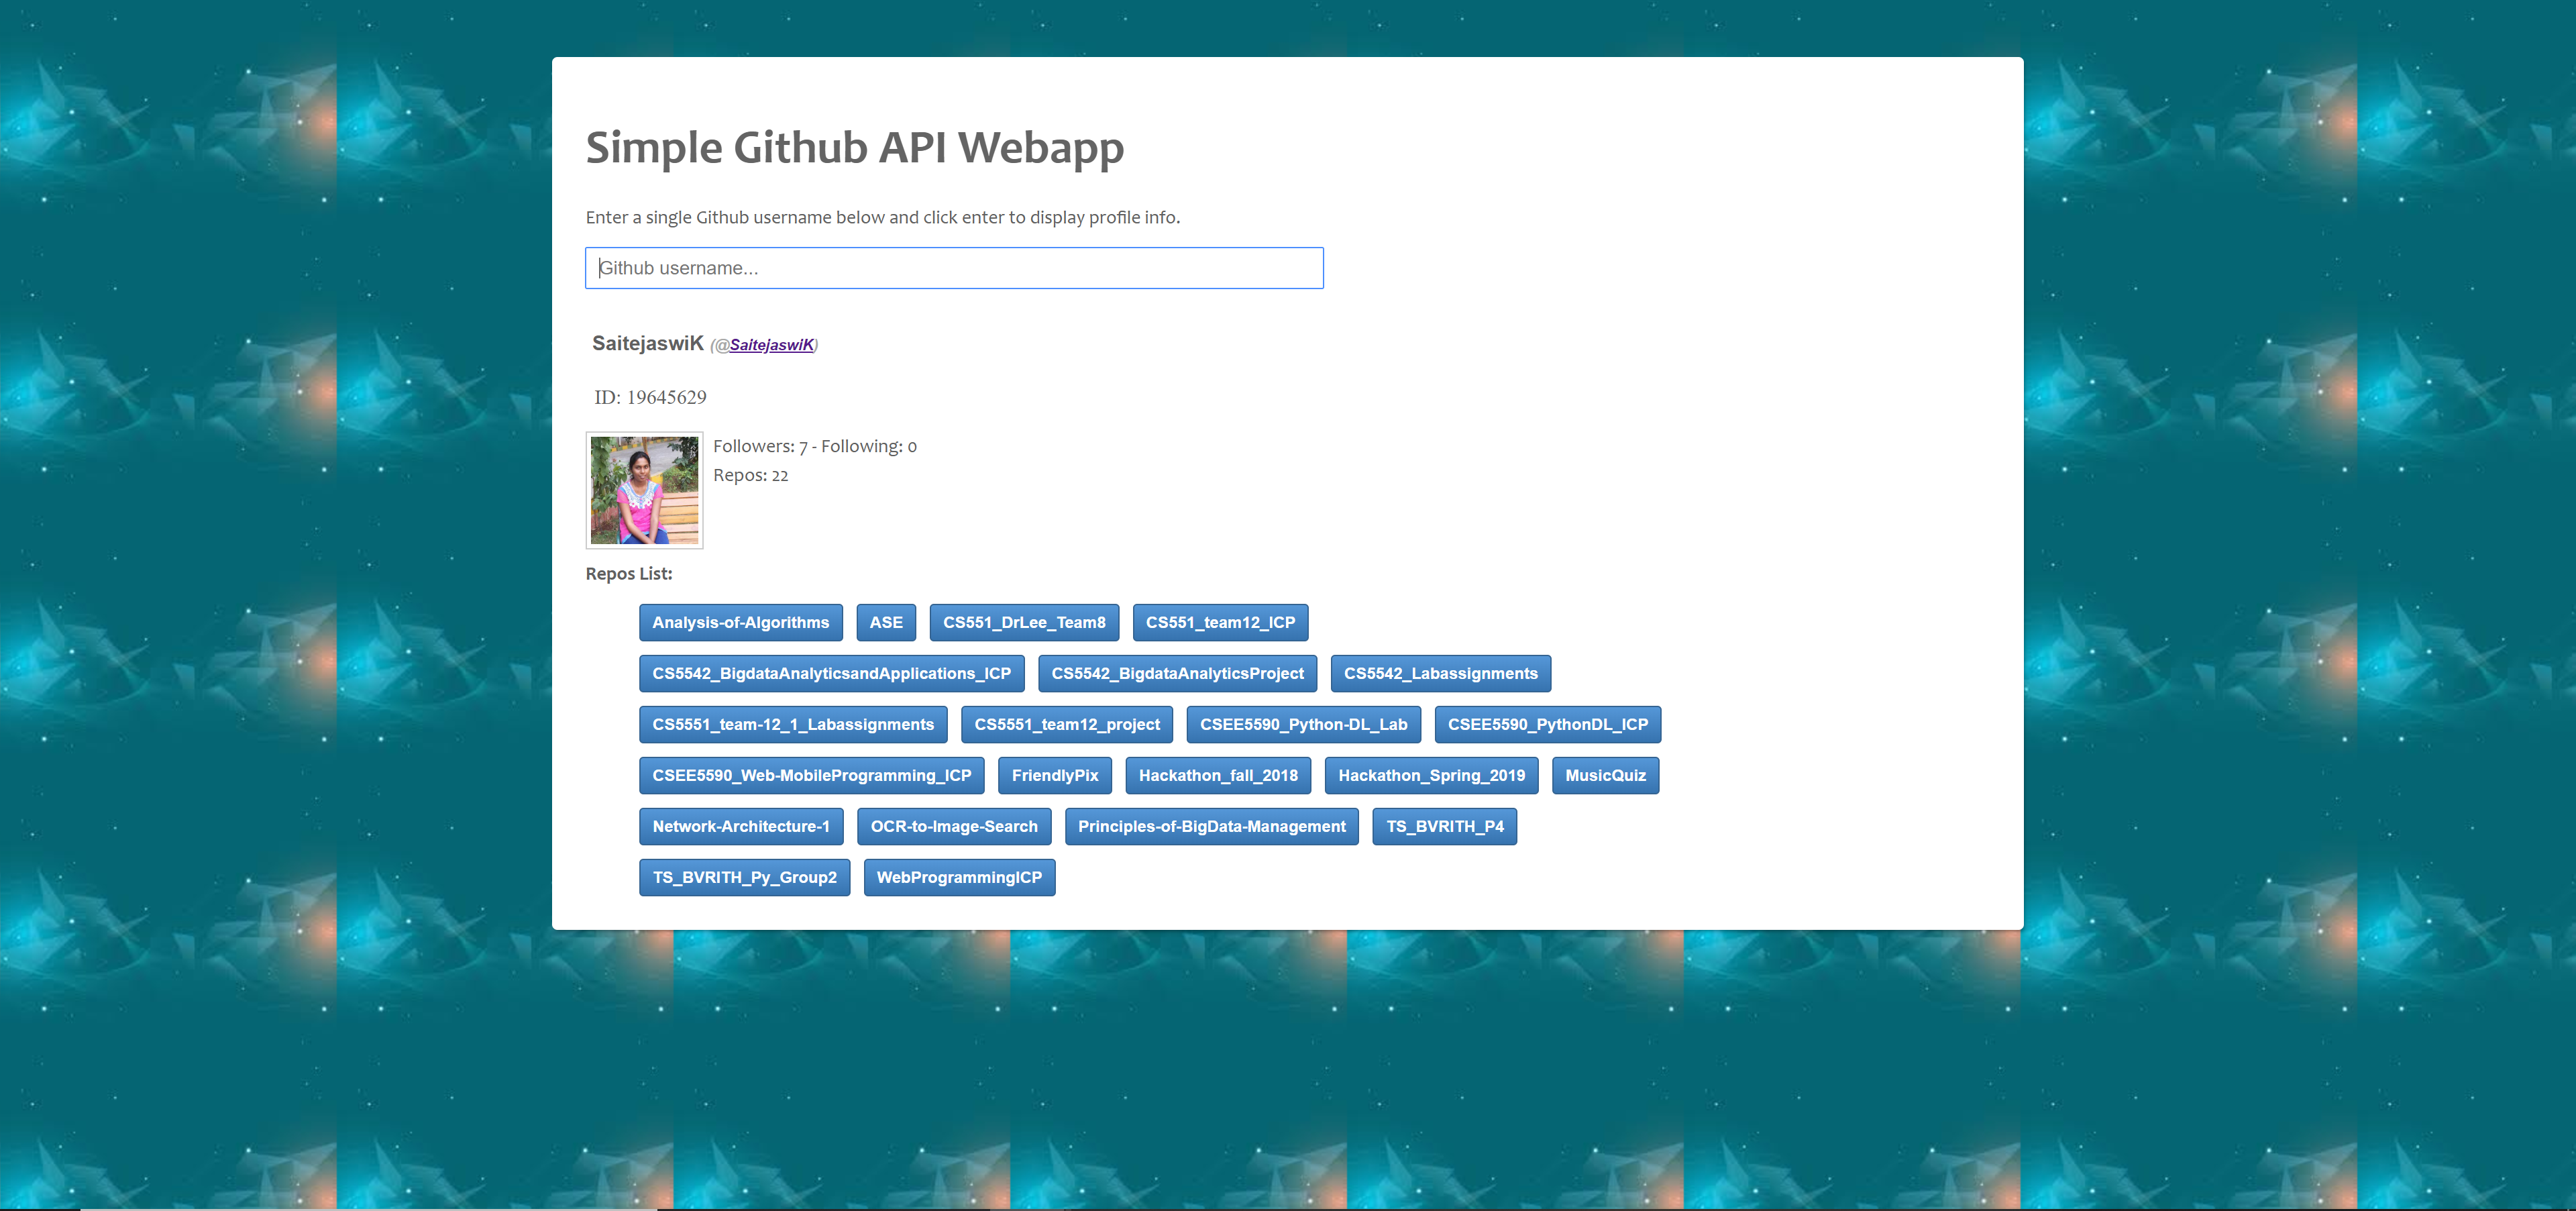 Simple Github API Webapp
Enter a single Github username below and click enter to display profile info.
Github username...
SaitejaswiK (@SaitejaswiK)
ID: 19645629
Followers: 7 - Following: 0
Repos: 22
Repos List:
Analysis-of-Algorithms ASE CS551_DrLee_Team8 CS551_team12_ICP
CS5542_BigdataAnalyticsandApplications_ICP CS5542_BigdataAnalyticsProject CS5542_Labassignments
CS5551_team-12_1_Labassignments CS5551_team12_project CSEE5590_Python-DL_Lab CSEE5590_PythonDL_ICP
CSEE5590_Web-MobileProgramming_ICP FriendlyPix Hackathon_fall_2018 Hackathon_Spring_2019 MusicQuiz
Network-Architecture-1 OCR-to-Image-Search Principles-of-BigData-Management TS_BVRITH_P4
TS_BVRITH_Py_Group2 WebProgrammingICP